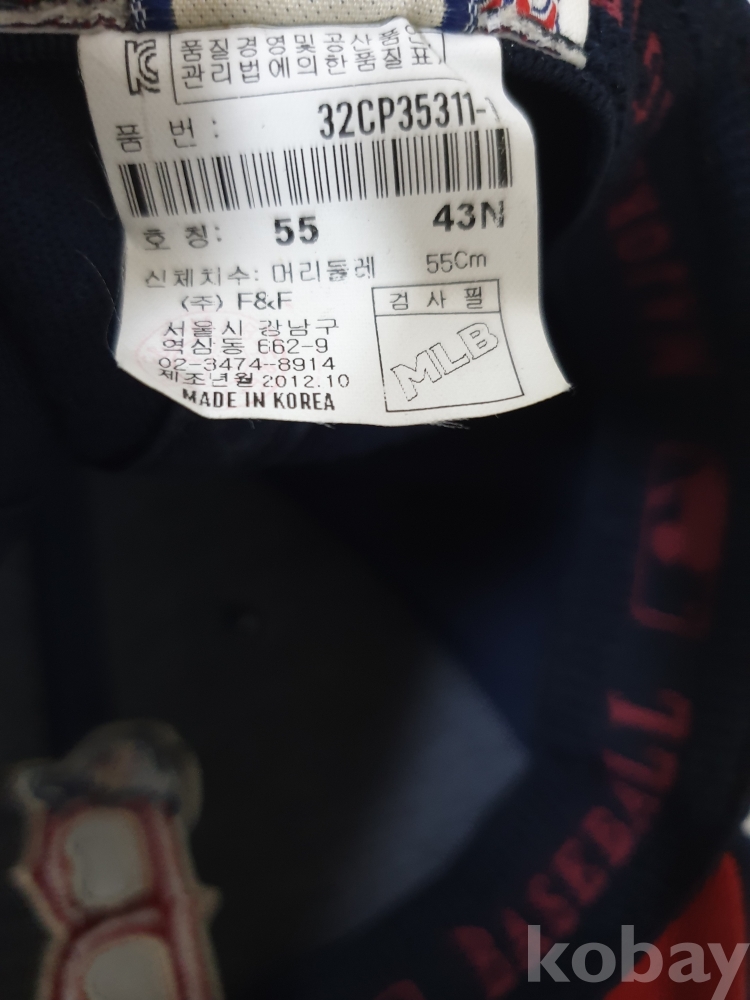 품질경영및공산품
관리법에의한품질표
품 번 : 32CP35311-
호 칭: 55 43N
신체치수: 머리둘레 55Cm
(주) F&F
서울시 강남구
역삼동 662-9
02-3474-8914
제조년월 2012.10
MADE IN KOREA
검 사 필
MLB
BASEBALL
kobay